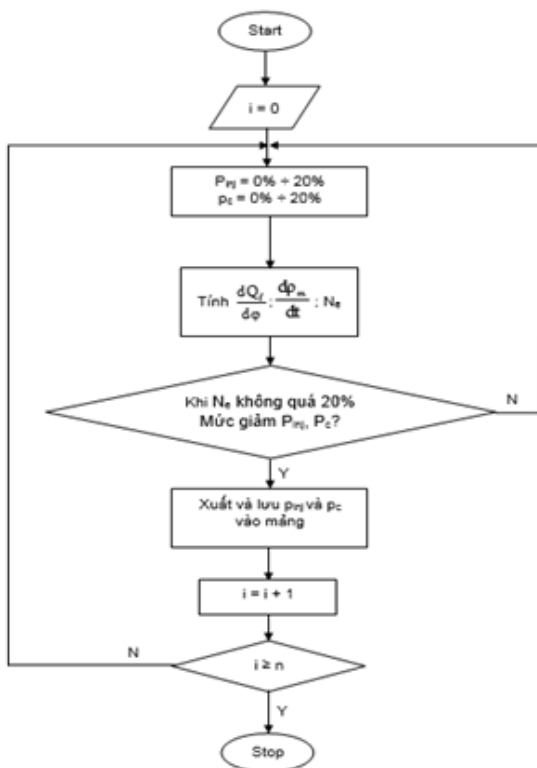 Start
i = 0
P_inj = 0% ÷ 20%
p_c = 0% ÷ 20%
Tính dQ_f/dφ ; dp_m/dt ; N_e
Khi N_e không quá 20%
Mức giảm P_inj, P_c?
N
Y
Xuất và lưu p_inj và p_c
vào mảng
i = i + 1
N
i ≥ n
Y
Stop